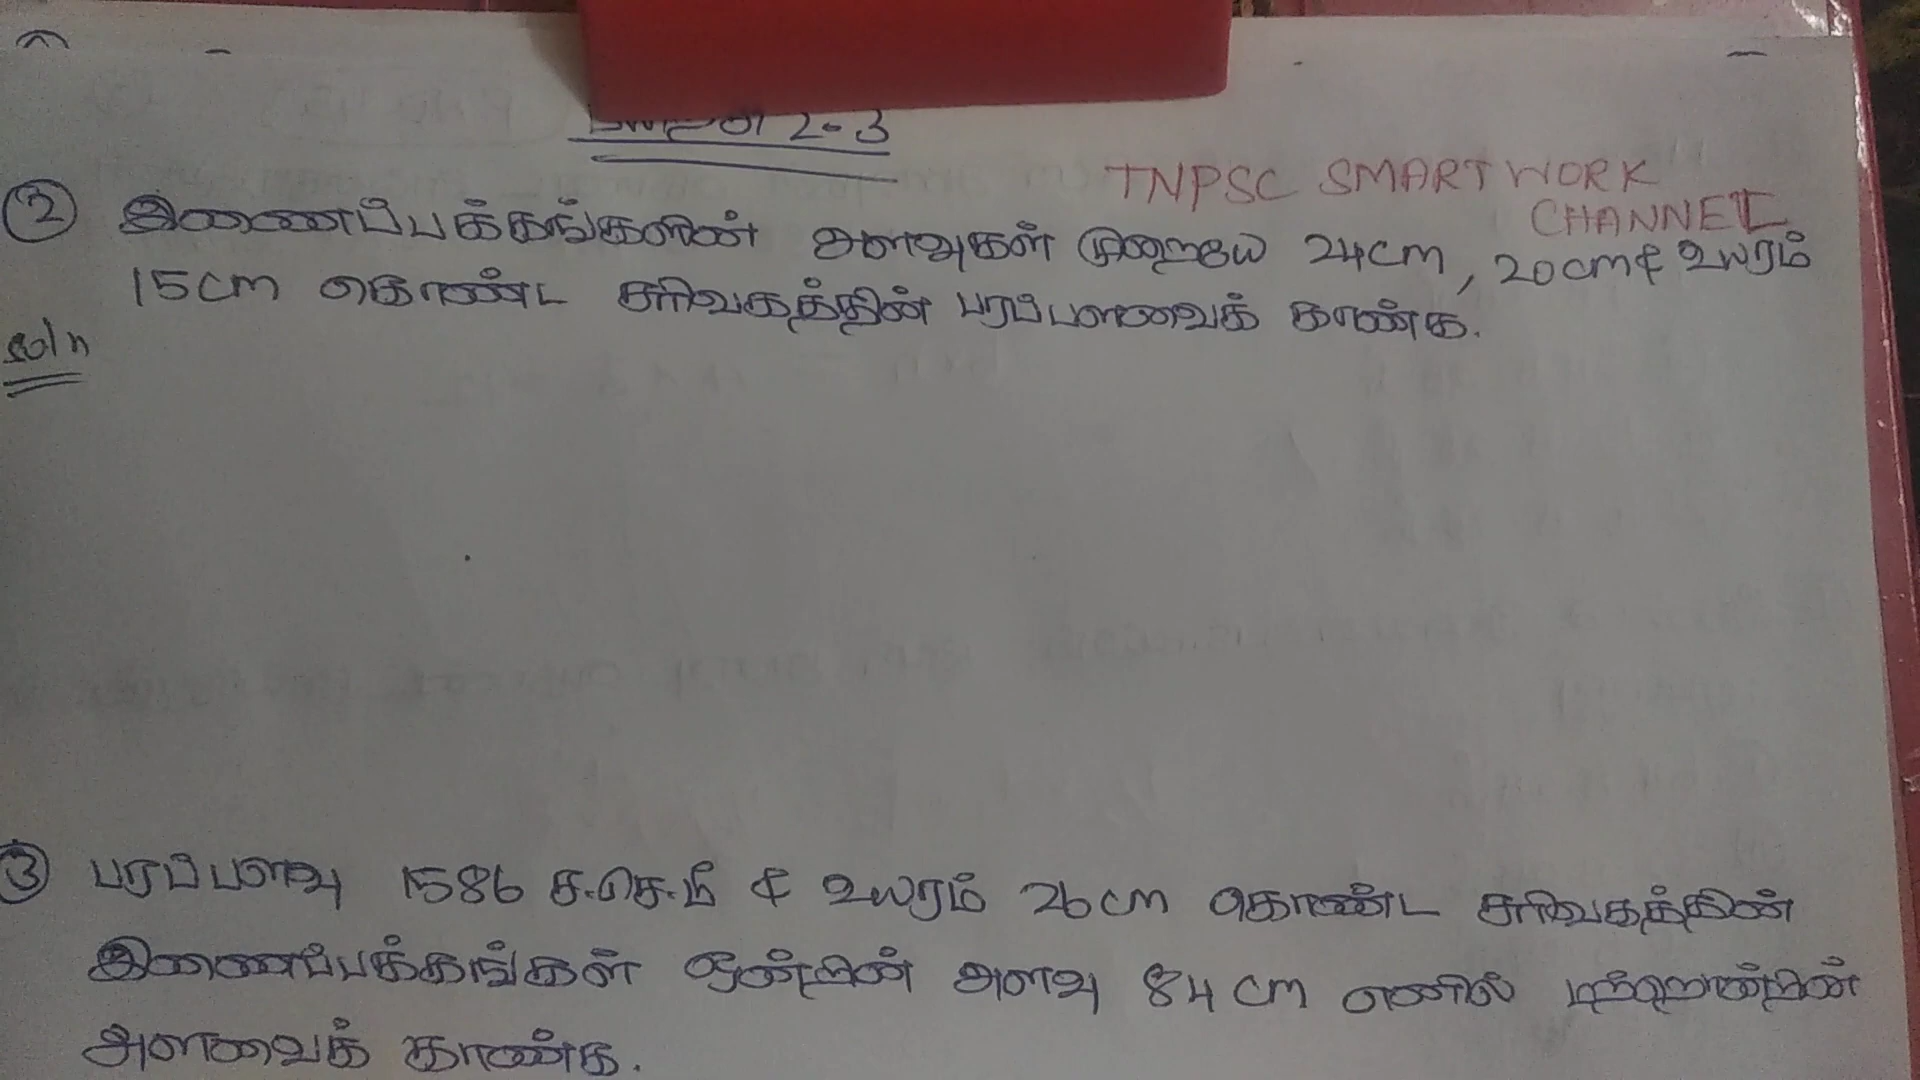 2-3
TNPSC SMART WORK
CHANNEL
② இணைப்பக்கங்களின் அளவுகள் முறையே 24cm, 20cm & உயரம்
15cm கொண்ட சரிவகத்தின் பரப்பளவைக் காண்க.
Soln
③ பரப்பளவு 1586 ச.செ.மீ & உயரம் 26cm கொண்ட சரிவகத்தின்
இணைப்பக்கங்கள் ஒன்றின் அளவு 84 cm எனில் மற்றொன்றின்
அளவைக் காண்க.